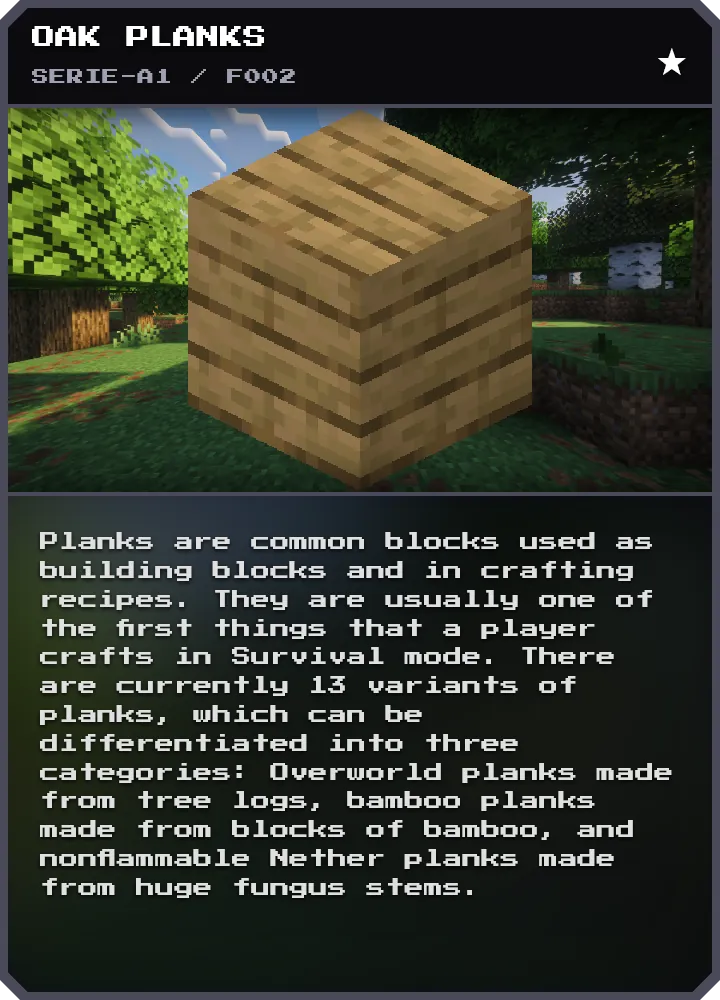 OAK PLANKS
SERIE-A1 / F002
Planks are common blocks used as
building blocks and in crafting
recipes. They are usually one of
the first things that a player
crafts in Survival mode. There
are currently 13 variants of
planks, which can be
differentiated into three
categories: Overworld planks made
from tree logs, bamboo planks
made from blocks of bamboo, and
nonflammable Nether planks made
from huge fungus stems.